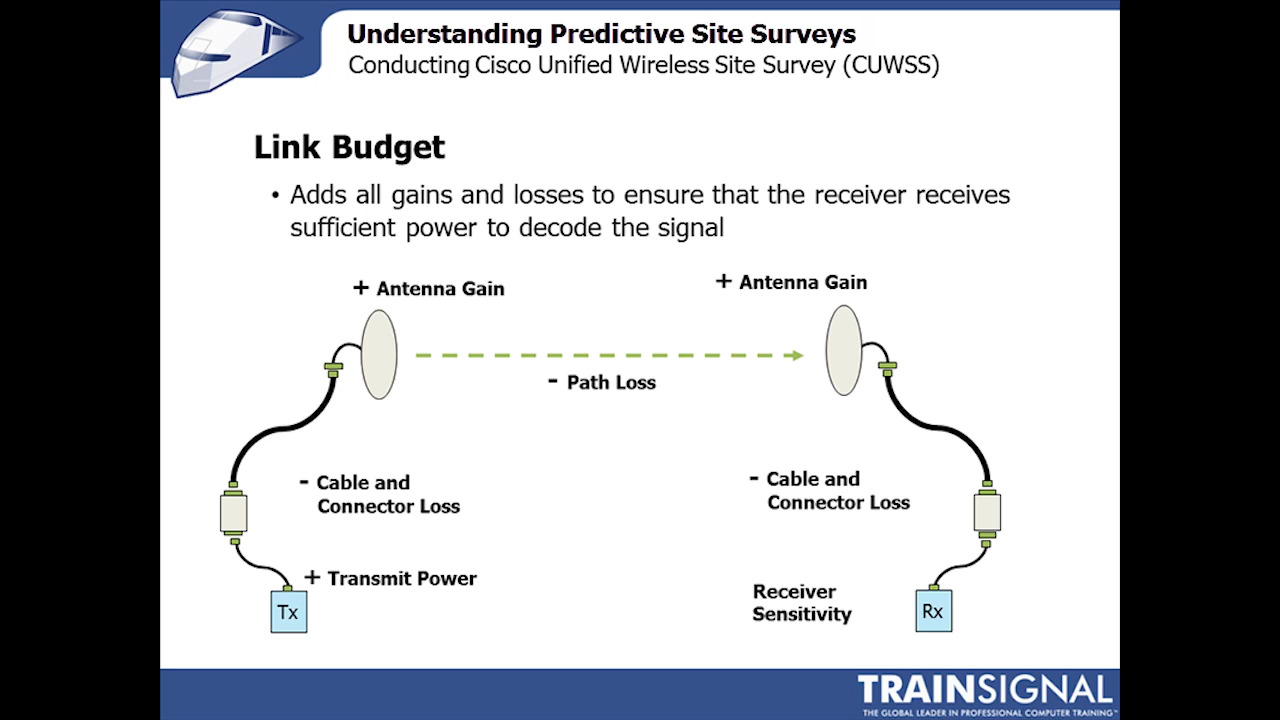 Understanding Predictive Site Surveys
Conducting Cisco Unified Wireless Site Survey (CUWSS)
Link Budget
• Adds all gains and losses to ensure that the receiver receives
sufficient power to decode the signal
+ Antenna Gain
+ Antenna Gain
- Path Loss
- Cable and
Connector Loss
- Cable and
Connector Loss
+ Transmit Power
Tx
Receiver
Sensitivity
Rx
TRAINSIGNAL
THE GLOBAL LEADER IN PROFESSIONAL COMPUTER TRAINING™